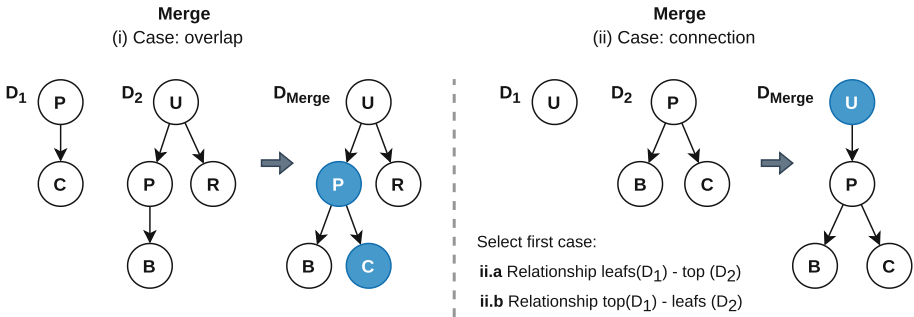 Merge
(i) Case: overlap
D1
P
C
D2
U
P
R
B
DMerge
U
P
R
B
C
Merge
(ii) Case: connection
D1
U
D2
P
B
C
DMerge
U
P
B
C
Select first case:
ii.a Relationship leafs(D1) - top (D2)
ii.b Relationship top(D1) - leafs (D2)